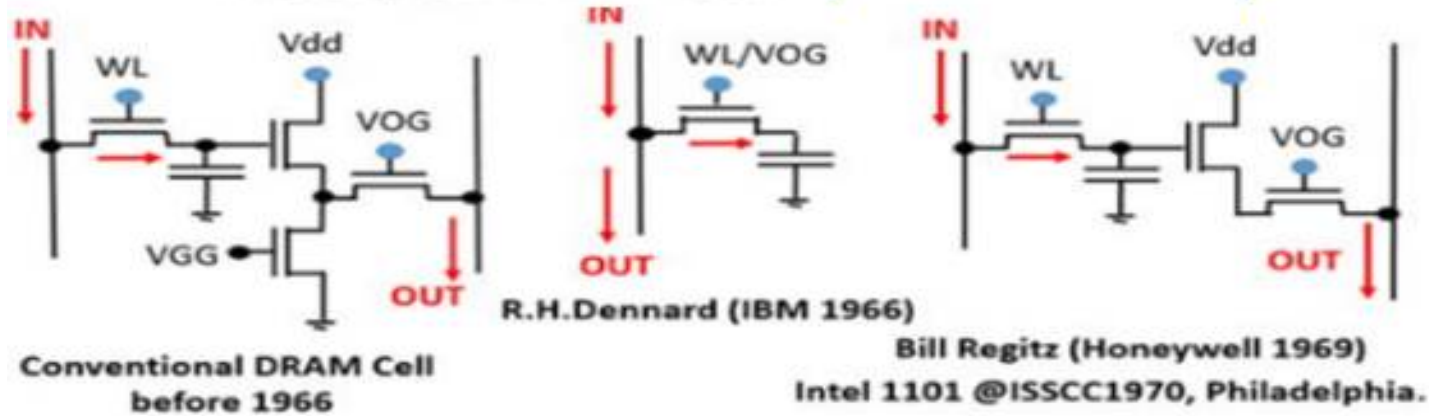 IN
WL
Vdd
VOG
VGG
OUT
Conventional DRAM Cell
before 1966
IN
WL/VOG
OUT
R.H.Dennard (IBM 1966)
IN
WL
Vdd
VOG
OUT
Bill Regitz (Honeywell 1969)
Intel 1101 @ISSCC1970, Philadelphia.